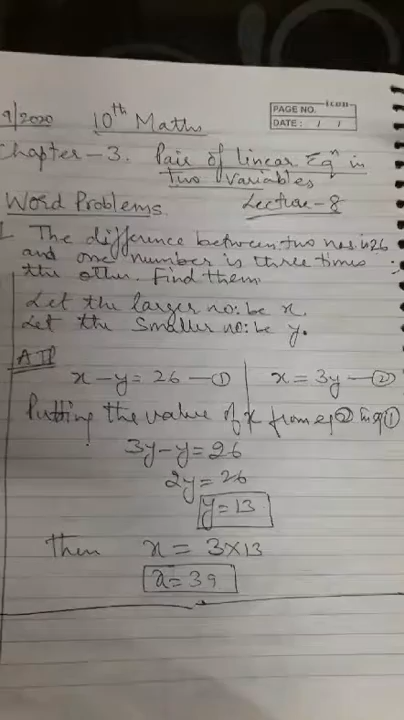 9/2020 10th Maths
PAGE NO.
DATE: / /
Chapter-3. Pair of linear Eqn in
Two Variables
Word Problems. Lecture-8
1. The difference between two nos. is 26
and one number is three times
the other. Find them.
Let the larger no: be x.
Let the smaller no: be y.
ATP
x-y=26-① | x=3y-②
Putting the value of x from eq② in eq①
3y-y=26
2y=26
y=13
then x=3×13
x=39